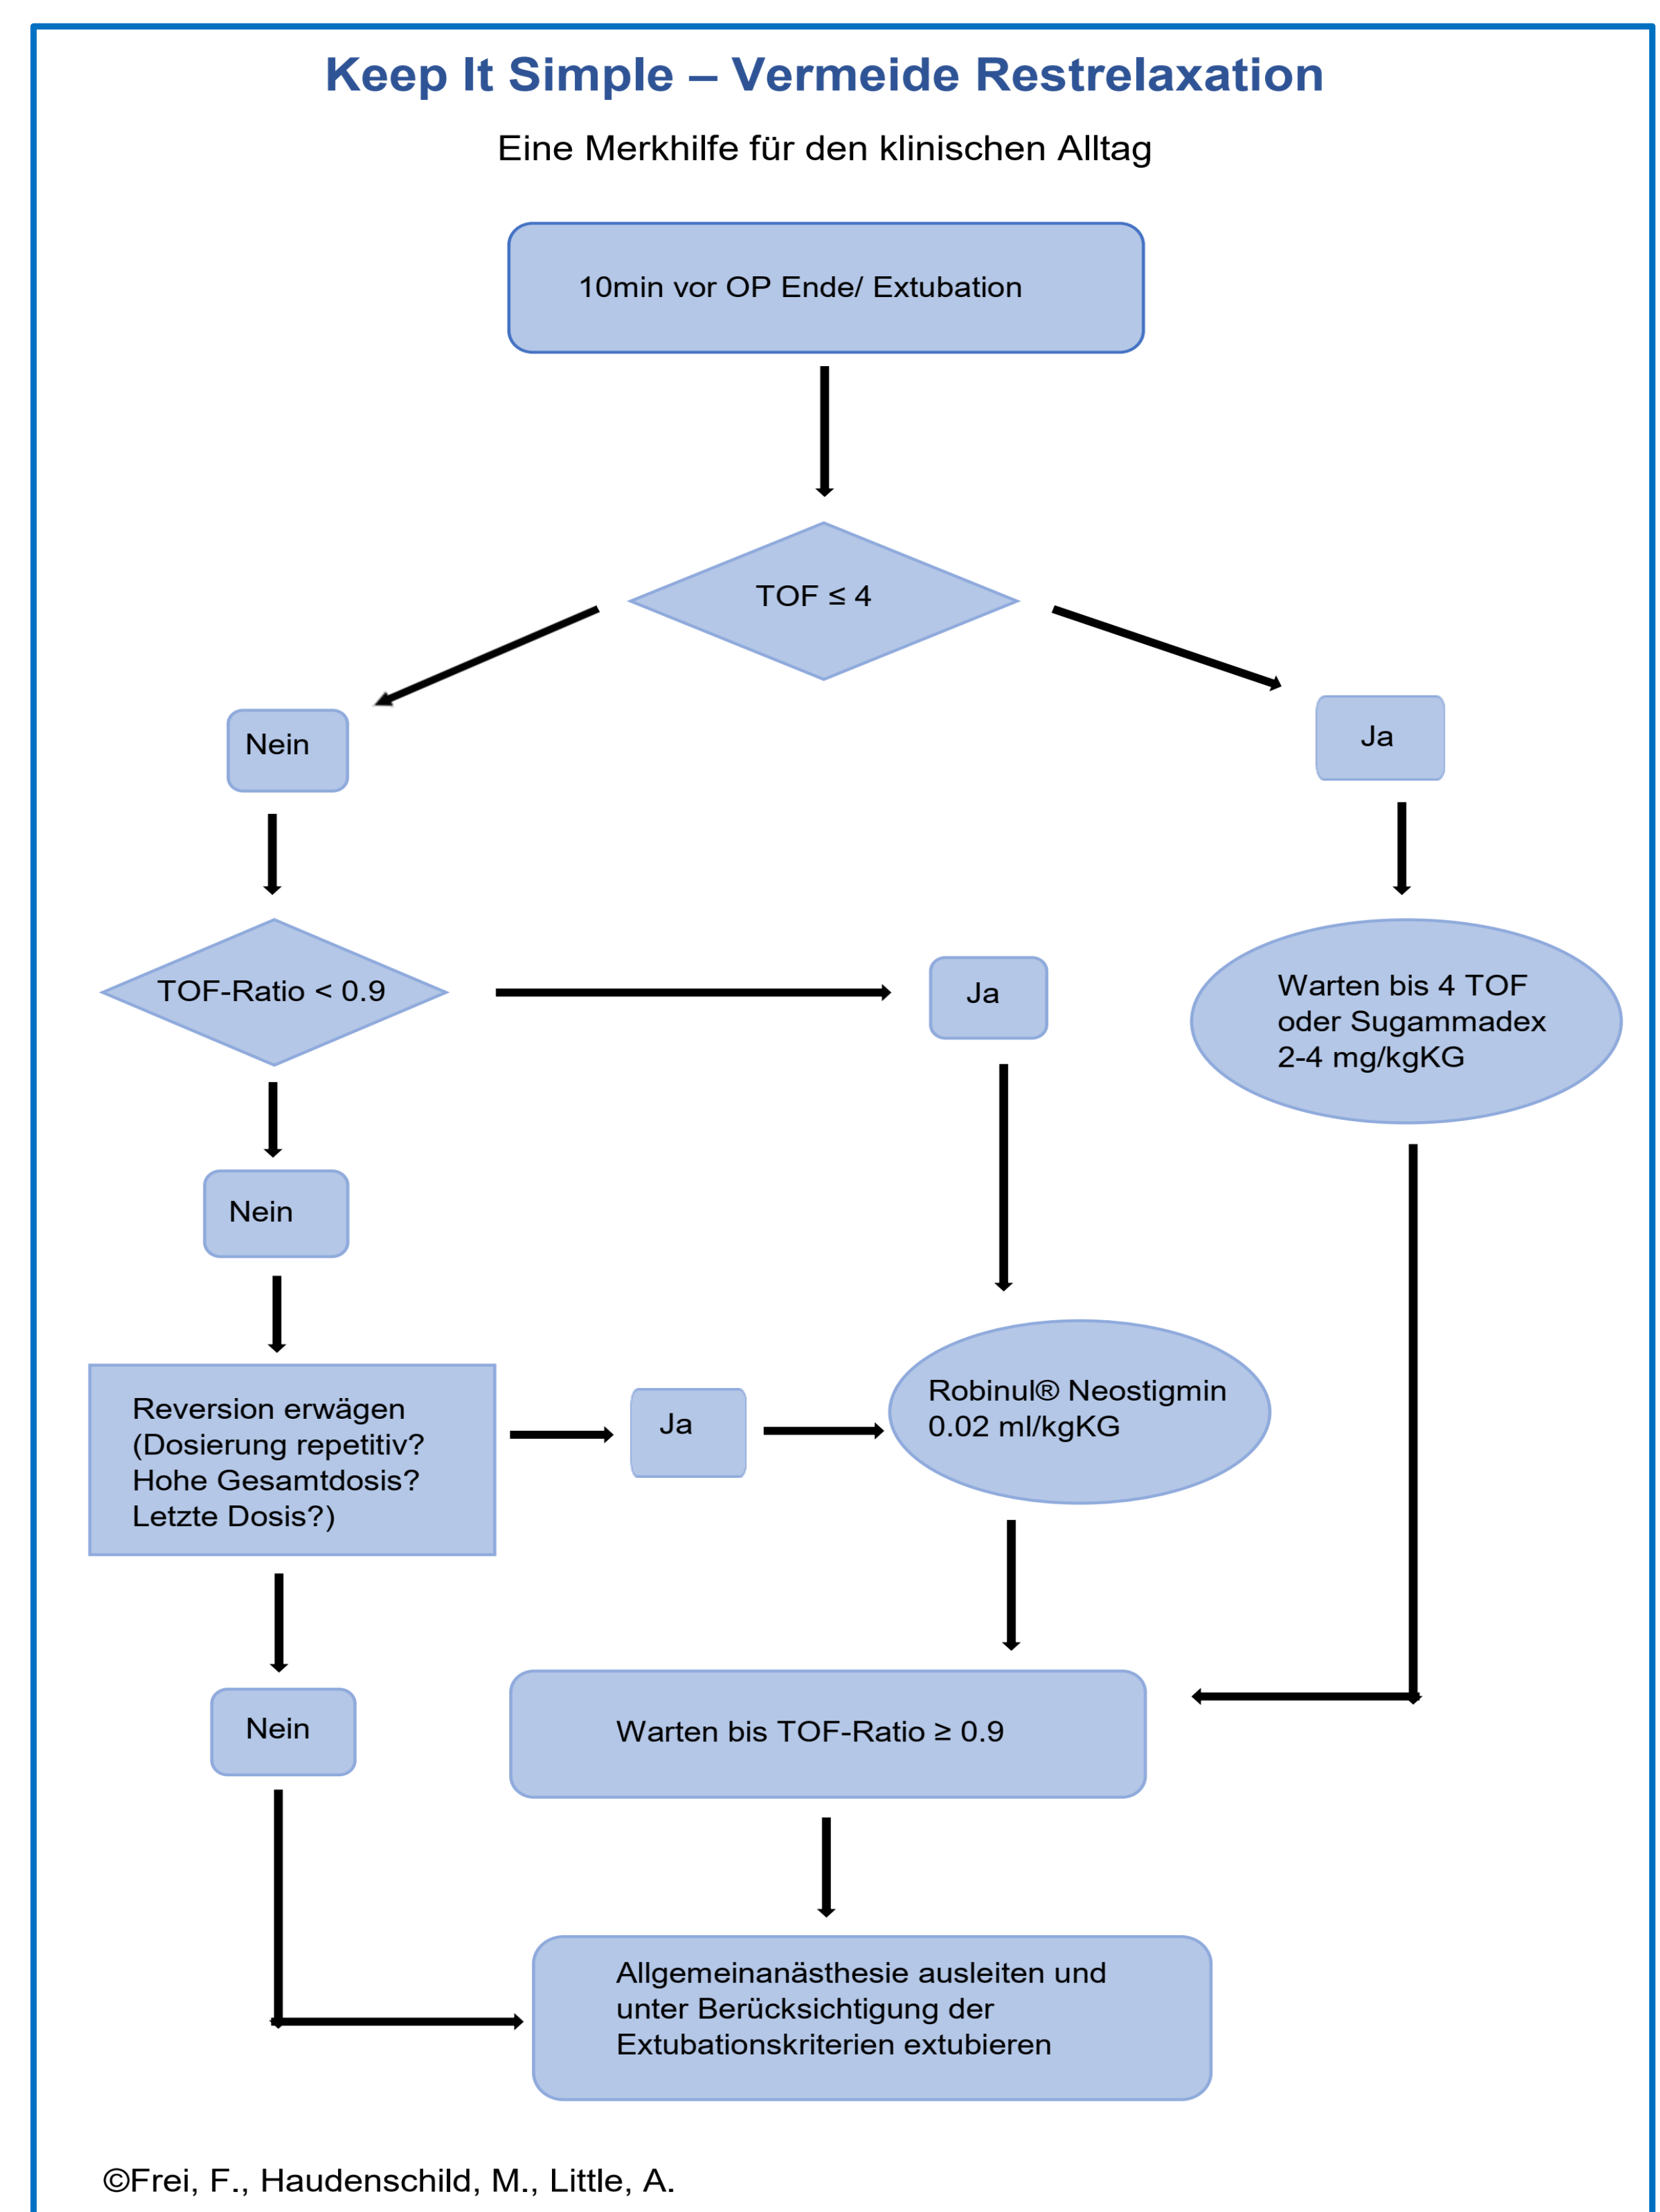 Keep It Simple – Vermeide Restrelaxation
Eine Merkhilfe für den klinischen Alltag
10min vor OP Ende/ Extubation
TOF ≤ 4
Nein
Ja
TOF-Ratio < 0.9
Ja
Warten bis 4 TOF
oder Sugammadex
2-4 mg/kgKG
Nein
Reversion erwägen
(Dosierung repetitiv?
Hohe Gesamtdosis?
Letzte Dosis?)
Ja
Robinul® Neostigmin
0.02 ml/kgKG
Nein
Warten bis TOF-Ratio ≥ 0.9
Allgemeinanästhesie ausleiten und
unter Berücksichtigung der
Extubationskriterien extubieren
©Frei, F., Haudenschild, M., Little, A.